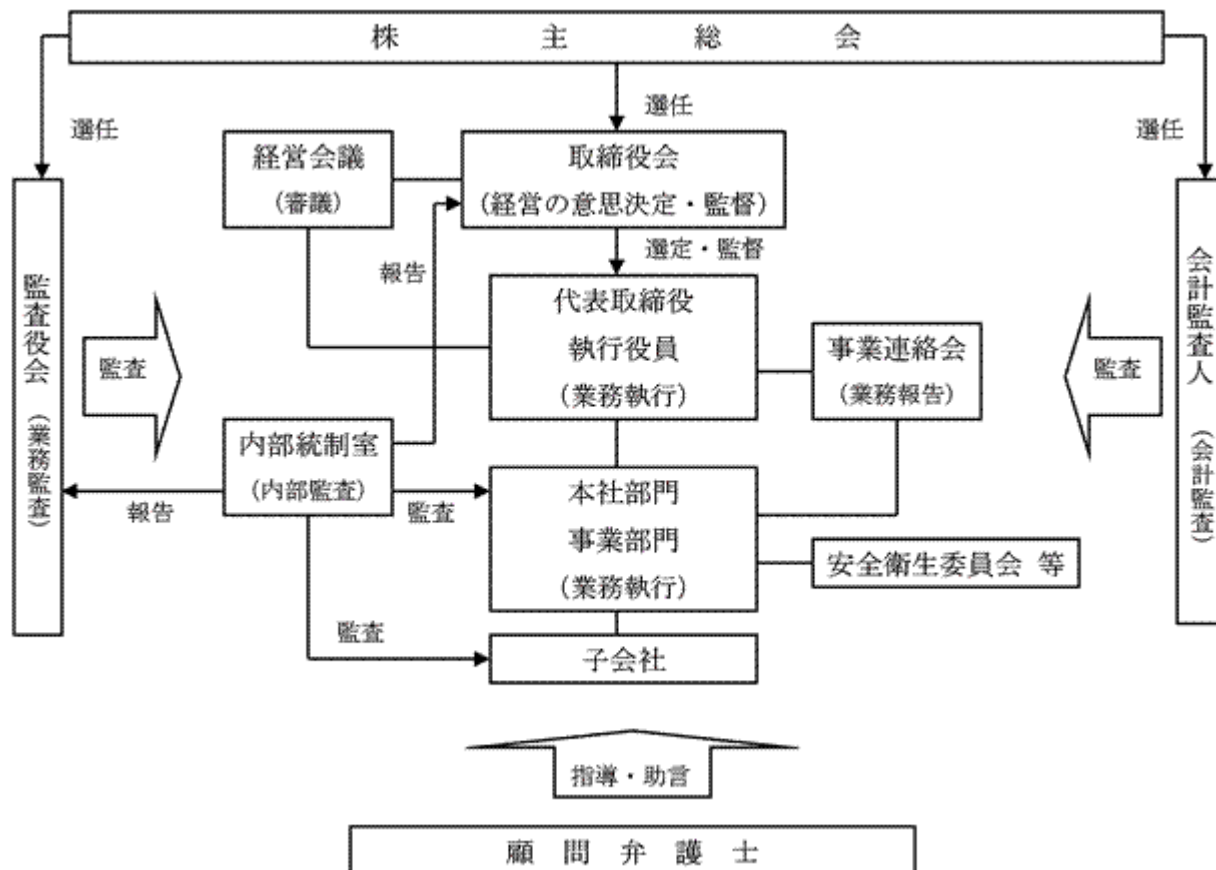 株主総会
選任
選任
選任
経営会議
(審議)
取締役会
(経営の意思決定・監督)
報告
選定・監督
監査役会(業務監査)
会計監査人(会計監査)
代表取締役
執行役員
(業務執行)
事業連絡会
(業務報告)
監査
監査
内部統制室
(内部監査)
報告
監査
本社部門
事業部門
(業務執行)
安全衛生委員会 等
監査
子会社
指導・助言
顧問弁護士